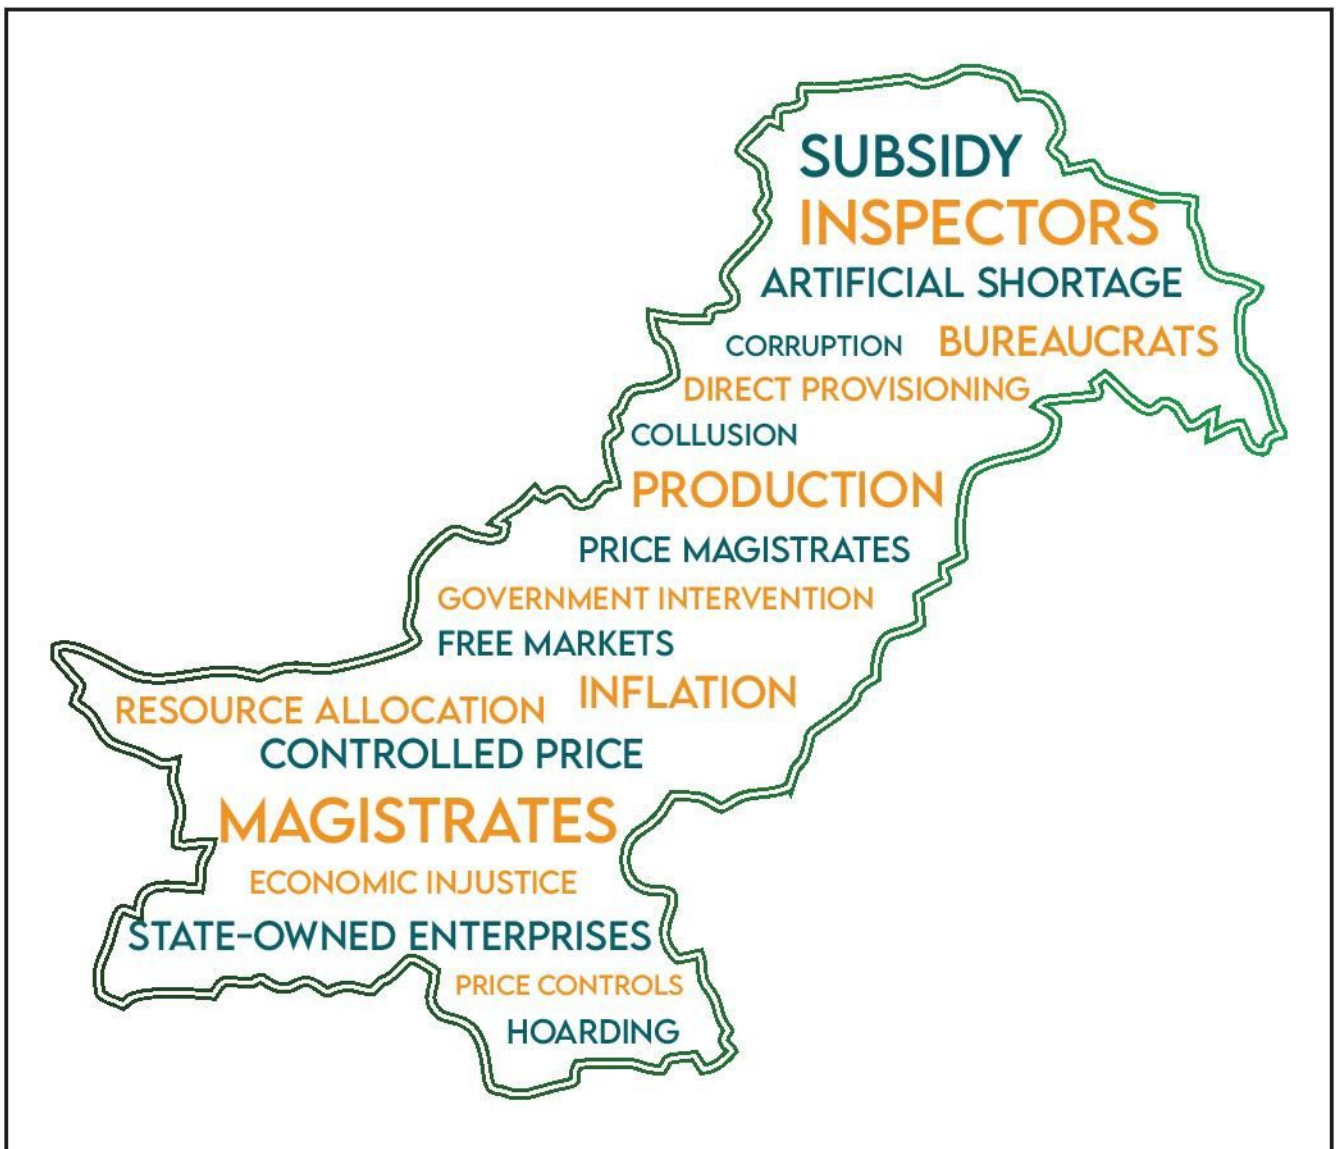 SUBSIDY
INSPECTORS
ARTIFICIAL SHORTAGE
CORRUPTION BUREAUCRATS
DIRECT PROVISIONING
COLLUSION
PRODUCTION
PRICE MAGISTRATES
GOVERNMENT INTERVENTION
FREE MARKETS
RESOURCE ALLOCATION INFLATION
CONTROLLED PRICE
MAGISTRATES
ECONOMIC INJUSTICE
STATE-OWNED ENTERPRISES
PRICE CONTROLS
HOARDING